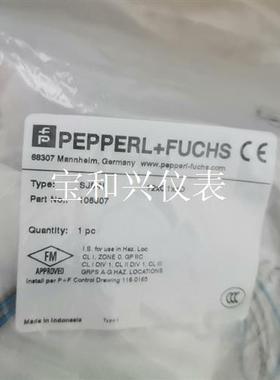 PEPPERL+FUCHS CE
68307 Mannheim, Germany www.pepperl-fuchs.com
Type:
宝和兴仪表
Part No.: 106J07
Quantity: 1 pc
I.S. for use in Haz. Loc
FM CL I, ZONE 0, GP IIC
APPROVED CL I DIV 1, CL II DIV 1, CL III
GRPS A-G HAZ. LOCATIONS
Install per P+F Control Drawing 116-0165
CCC
Made in Indonesia